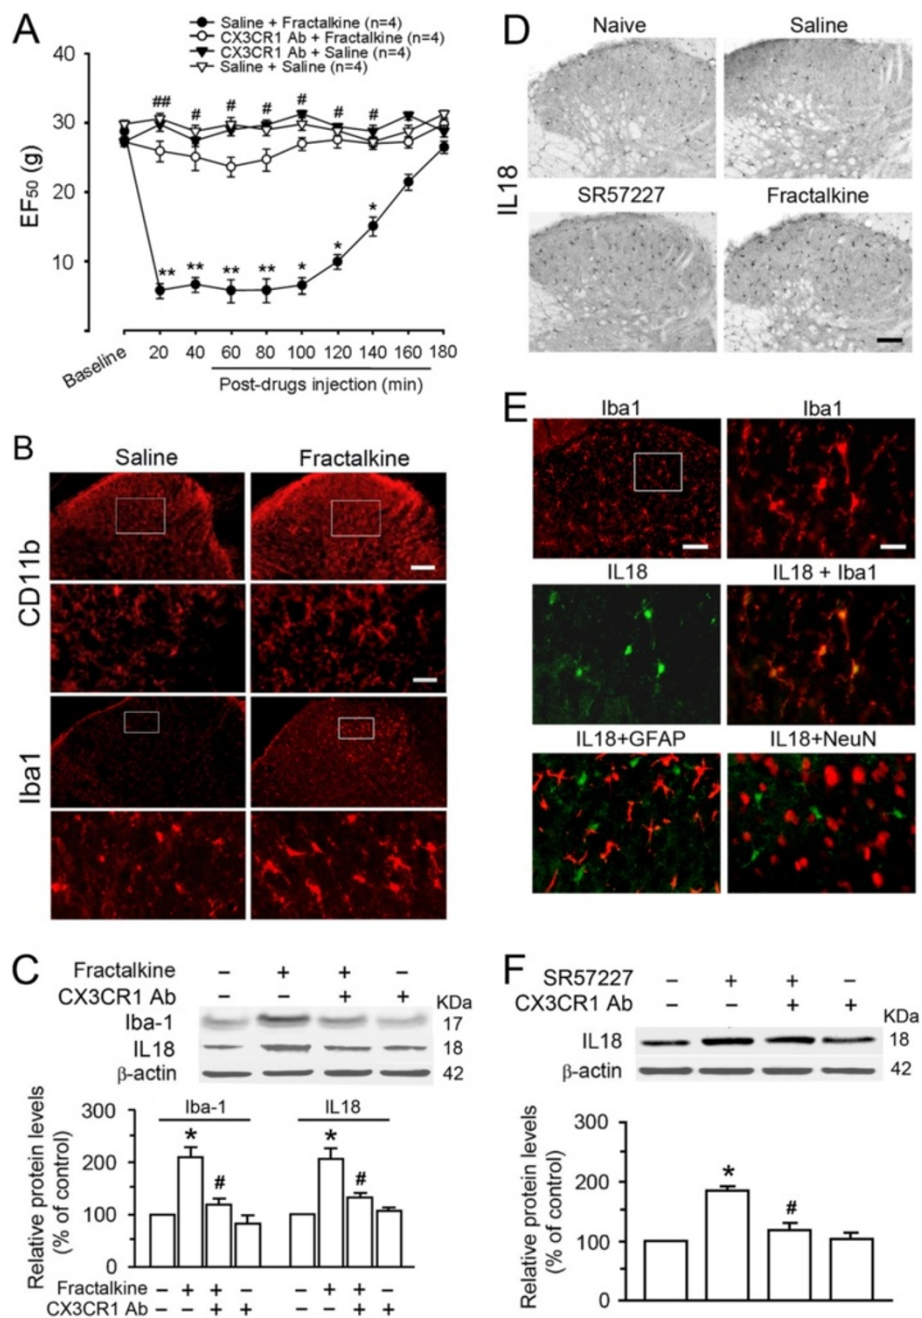 A
Saline + Fractalkine (n=4)
CX3CR1 Ab + Fractalkine (n=4)
CX3CR1 Ab + Saline (n=4)
Saline + Saline (n=4)
40
30
20
10
EF50 (g)
## # # # # # #
** ** ** ** * * *
Baseline 20 40 60 80 100 120 140 160 180
Post-drugs injection (min)
B
Saline Fractalkine
CD11b
Iba1
C
Fractalkine – + + –
CX3CR1 Ab – – + +
KDa
Iba-1 17
IL18 18
β-actin 42
Relative protein levels
(% of control)
300
200
100
0
Iba-1 IL18
* # * #
Fractalkine – + + – – + + –
CX3CR1 Ab – – + + – – + +
D
Naive Saline
IL18
SR57227 Fractalkine
E
Iba1 Iba1
IL18 IL18 + Iba1
IL18+GFAP IL18+NeuN
F
SR57227 – + + –
CX3CR1 Ab – – + +
KDa
IL18 18
β-actin 42
Relative protein levels
(% of control)
300
200
100
0
* #